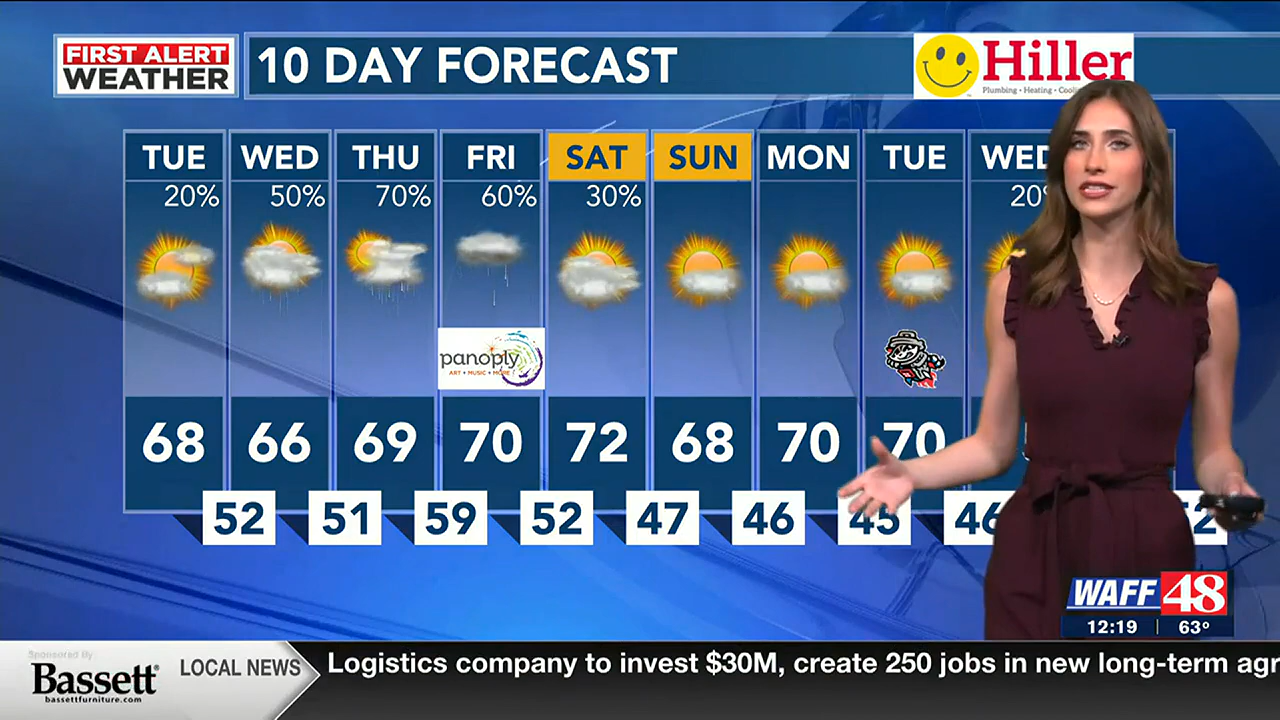 FIRST ALERT
WEATHER
10 DAY FORECAST
Hiller
Plumbing • Heating •
TUE WED THU FRI SAT SUN MON TUE WED
20% 50% 70% 60% 30%
panoply
ART • MUSIC • MORE
68 66 69 70 72 68 70 70
52 51 59 52 47 46 45 46
WAFF 48
12:19 | 63°
Sponsored By
Bassett
bassettfurniture.com
LOCAL NEWS
Logistics company to invest $30M, create 250 jobs in new long-term